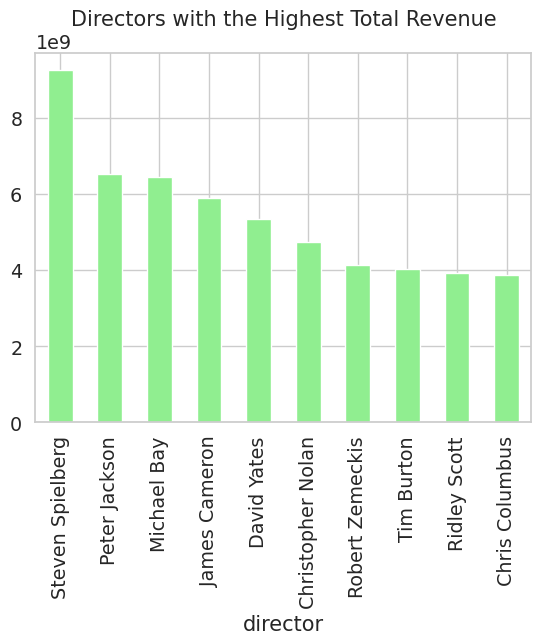 Directors with the Highest Total Revenue
1e9
8
6
4
2
0
Steven Spielberg
Peter Jackson
Michael Bay
James Cameron
David Yates
Christopher Nolan
Robert Zemeckis
Tim Burton
Ridley Scott
Chris Columbus
director